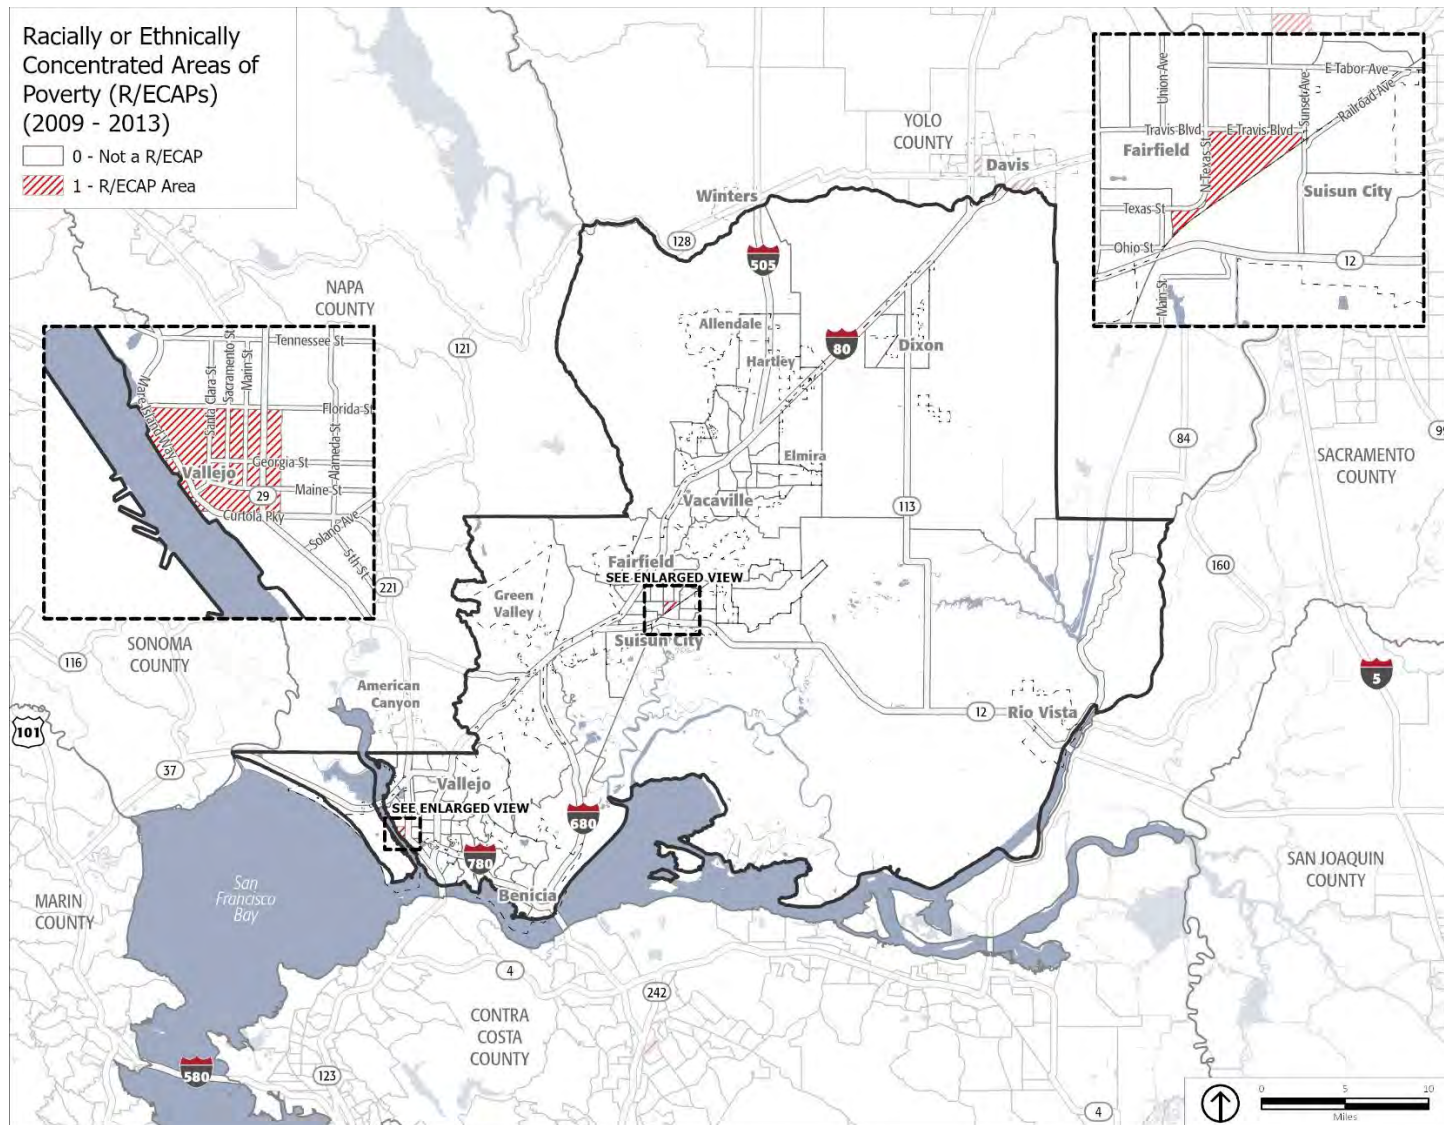 Racially or Ethnically
Concentrated Areas of
Poverty (R/ECAPs)
(2009 - 2013)
0 - Not a R/ECAP
1 - R/ECAP Area
E Tabor Ave
Union Ave
Sunset Ave
Railroad Ave
Travis Blvd
E Travis Blvd
Fairfield
N Texas St
Suisun City
Texas St
Ohio St
12
Main St
YOLO
COUNTY
Davis
Winters
128
505
NAPA
COUNTY
121
Allendale
80
Dixon
Hartley
Tennessee St
Sacramento St
Marin St
Santa Clara St
Mare Island Way
Florida St
Alameda St
Georgia St
Vallejo
Maine St
29
Curtola Pky
Solano Ave
5th St
84
99
SACRAMENTO
COUNTY
Elmira
Vacaville
113
160
221
Fairfield
SEE ENLARGED VIEW
Green
Valley
Suisun City
SONOMA
COUNTY
116
American
Canyon
5
12
Rio Vista
101
37
Vallejo
SEE ENLARGED VIEW
680
780
Benicia
San
Francisco
Bay
MARIN
COUNTY
SAN JOAQUIN
COUNTY
4
242
CONTRA
COSTA
COUNTY
580
123
4
0
5
10
Miles